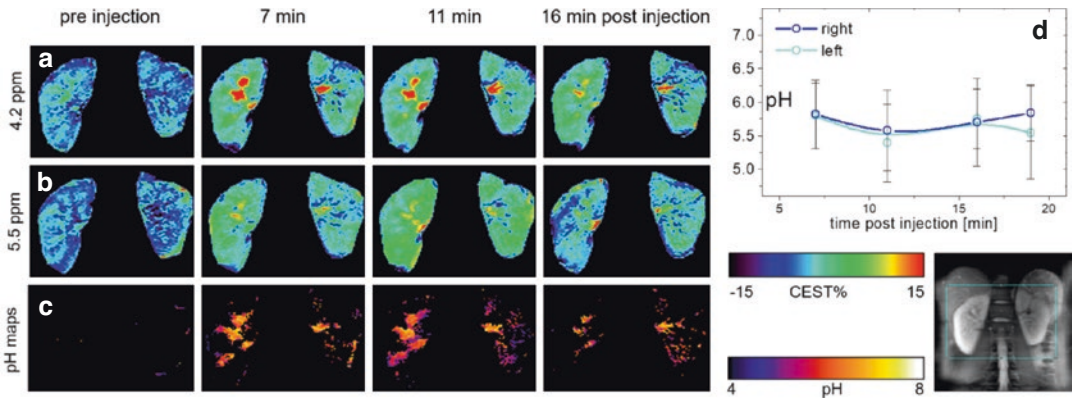 pre injection 7 min 11 min 16 min post injection
a
4.2 ppm
b
5.5 ppm
c
pH maps
d
right
left
7.0
6.5
6.0
5.5
5.0
pH
5 10 15 20
time post injection [min]
-15 CEST% 15
4 pH 8